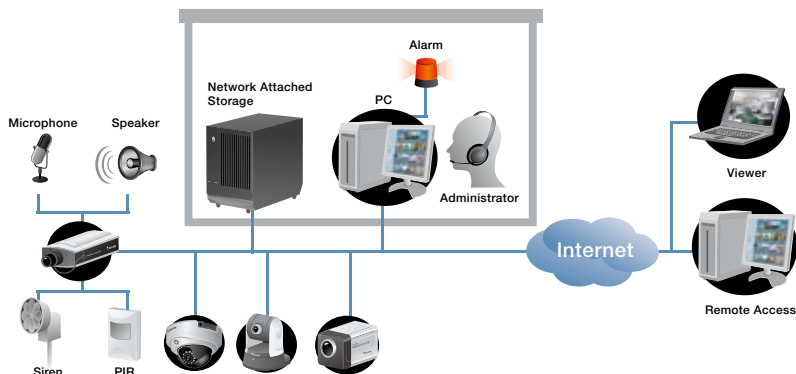 Alarm
Network Attached
Storage
PC
Microphone
Speaker
Administrator
Viewer
Internet
Remote Access
Siren
PIR